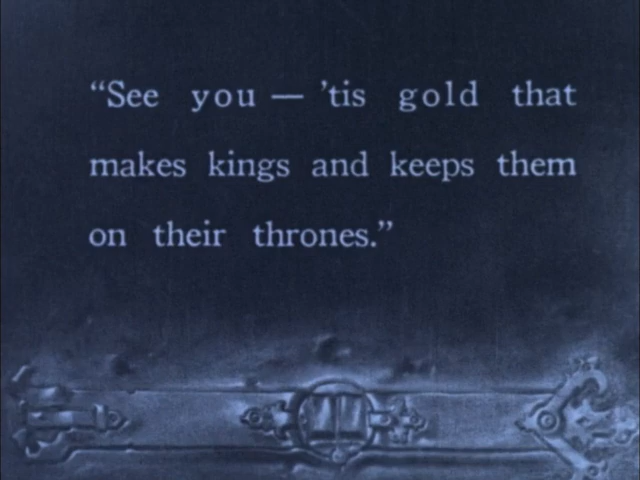 “See you — ’tis gold that
makes kings and keeps them
on their thrones.”